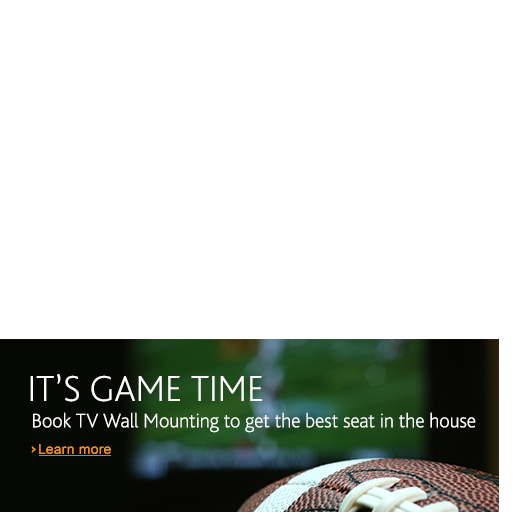 IT'S GAME TIME
Book TV Wall Mounting to get the best seat in the house
› Learn more